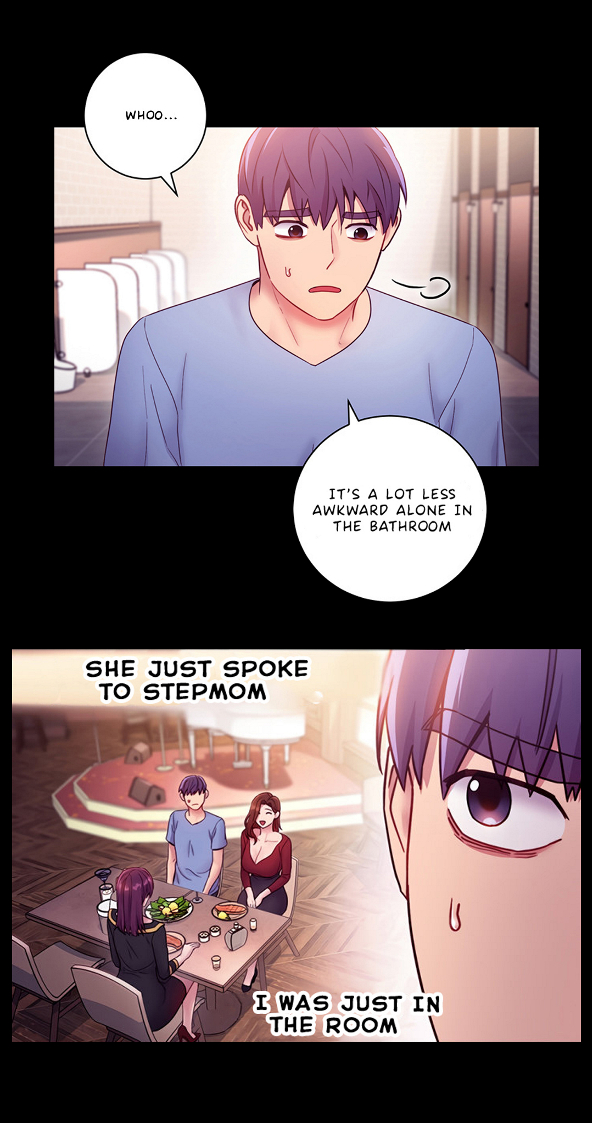 WHOO...
IT'S A LOT LESS
AWKWARD ALONE IN
THE BATHROOM
SHE JUST SPOKE
TO STEPMOM
I WAS JUST IN
THE ROOM